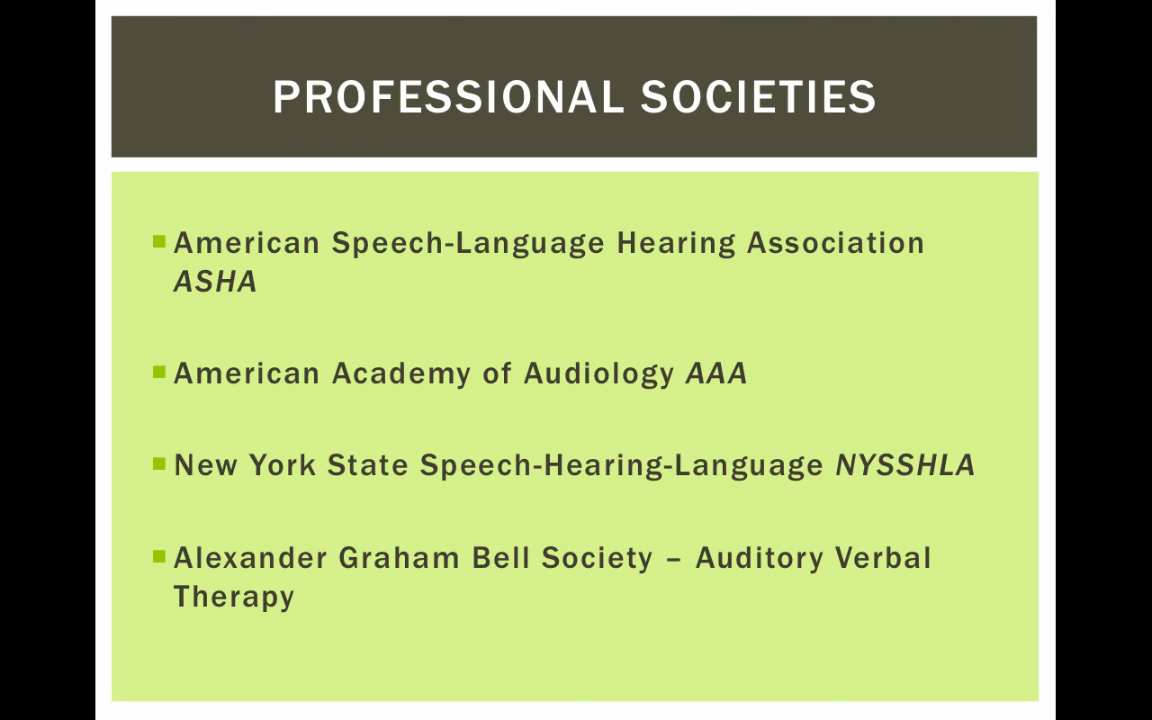 PROFESSIONAL SOCIETIES
American Speech-Language Hearing Association
ASHA
American Academy of Audiology AAA
New York State Speech-Hearing-Language NYSSHLA
Alexander Graham Bell Society – Auditory Verbal
Therapy